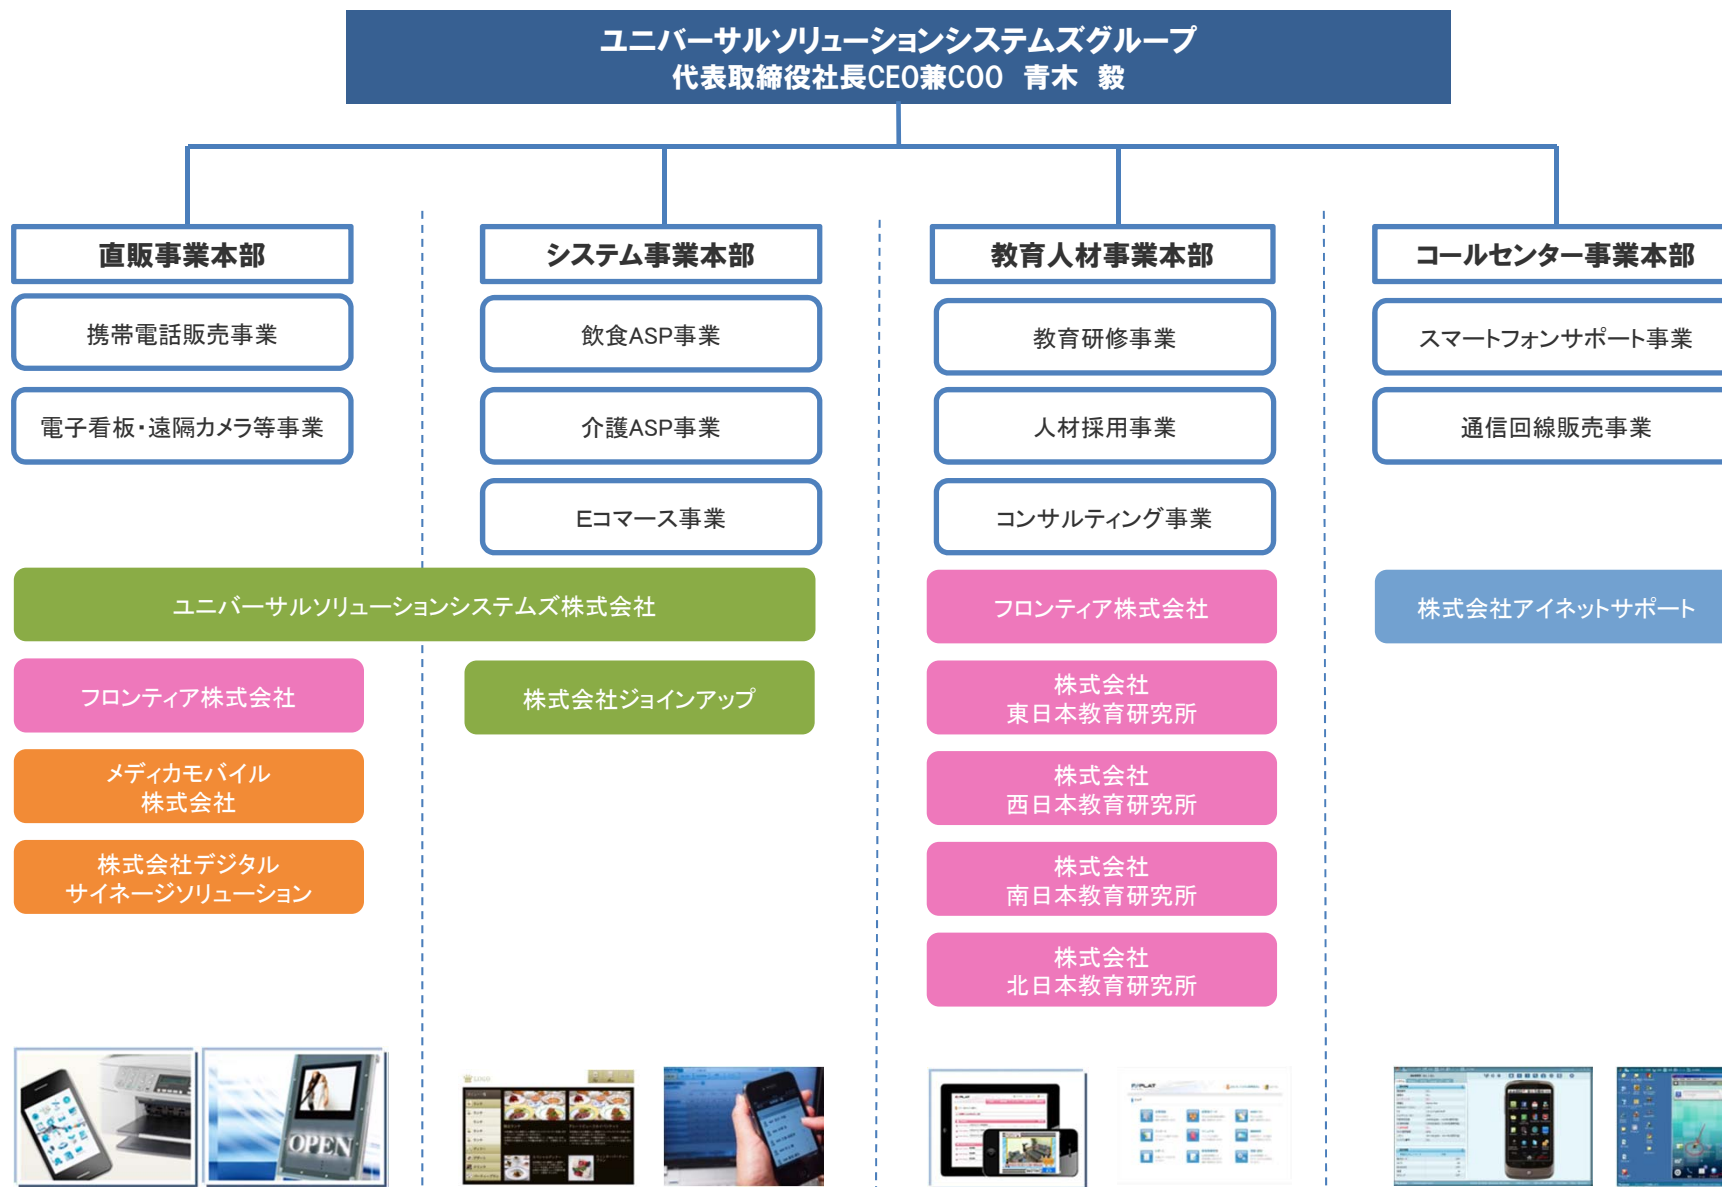 ユニバーサルソリューションシステムズグループ
代表取締役社長CEO兼COO　青木　毅
直販事業本部
携帯電話販売事業
電子看板・遠隔カメラ等事業
システム事業本部
飲食ASP事業
介護ASP事業
Eコマース事業
教育人材事業本部
教育研修事業
人材採用事業
コンサルティング事業
コールセンター事業本部
スマートフォンサポート事業
通信回線販売事業
ユニバーサルソリューションシステムズ株式会社
フロンティア株式会社
メディカモバイル
株式会社
株式会社デジタル
サイネージソリューション
株式会社ジョインアップ
フロンティア株式会社
株式会社
東日本教育研究所
株式会社
西日本教育研究所
株式会社
南日本教育研究所
株式会社
北日本教育研究所
株式会社アイネットサポート
OPEN